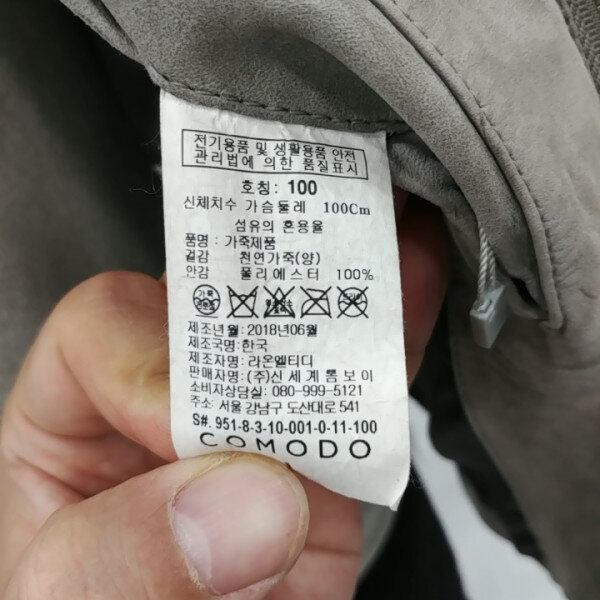 전기용품 및 생활용품 안전
관리법에 의한 품질표시
호칭: 100
신체치수 가슴둘레 100Cm
섬유의 혼용율
품명 : 가죽제품
겉감 천연가죽(양)
안감 폴리에스터 100%
제조년월: 2018년06월
제조국명: 한국
제조자명: 라온엘티디
판매자명: (주)신세계톰보이
소비자상담실: 080-999-5121
주소: 서울 강남구 도산대로 541
S#. 951-8-3-10-001-0-11-100
COMODO